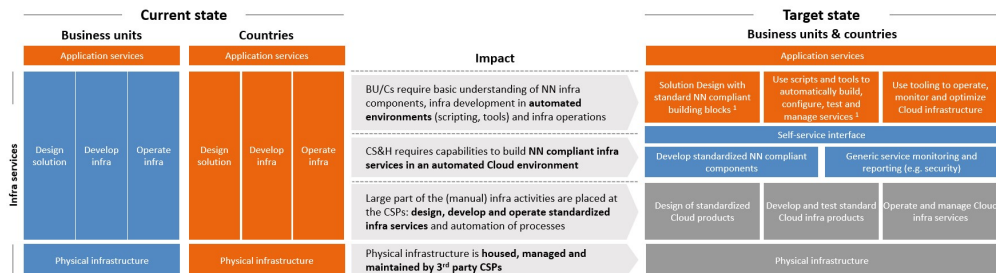 Current state
Target state
Business units
Countries
Business units & countries
Application services
Application services
Impact
Application services
Infra services
Design
solution
Develop
infra
Operate
infra
Design
solution
Develop
infra
Operate
infra
BU/Cs require basic understanding of NN infra
components, infra development in automated
environments (scripting, tools) and infra operations
CS&H requires capabilities to build NN compliant infra
services in an automated Cloud environment
Large part of the (manual) infra activities are placed
at the CSPs: design, develop and operate standardized
infra services and automation of processes
Physical infrastructure is housed, managed and
maintained by 3rd party CSPs
Solution Design with
standard NN compliant
building blocks 1
Use scripts and tools to
automatically build,
configure, test and
manage services 1
Use tooling to operate,
monitor and optimize
Cloud infrastructure
Self-service interface
Develop standardized NN compliant
components
Generic service monitoring and
reporting (e.g. security)
Design of standardized
Cloud products
Develop and test standard
Cloud infra products
Operate and manage Cloud
infra services
Physical infrastructure
Physical infrastructure
Physical infrastructure